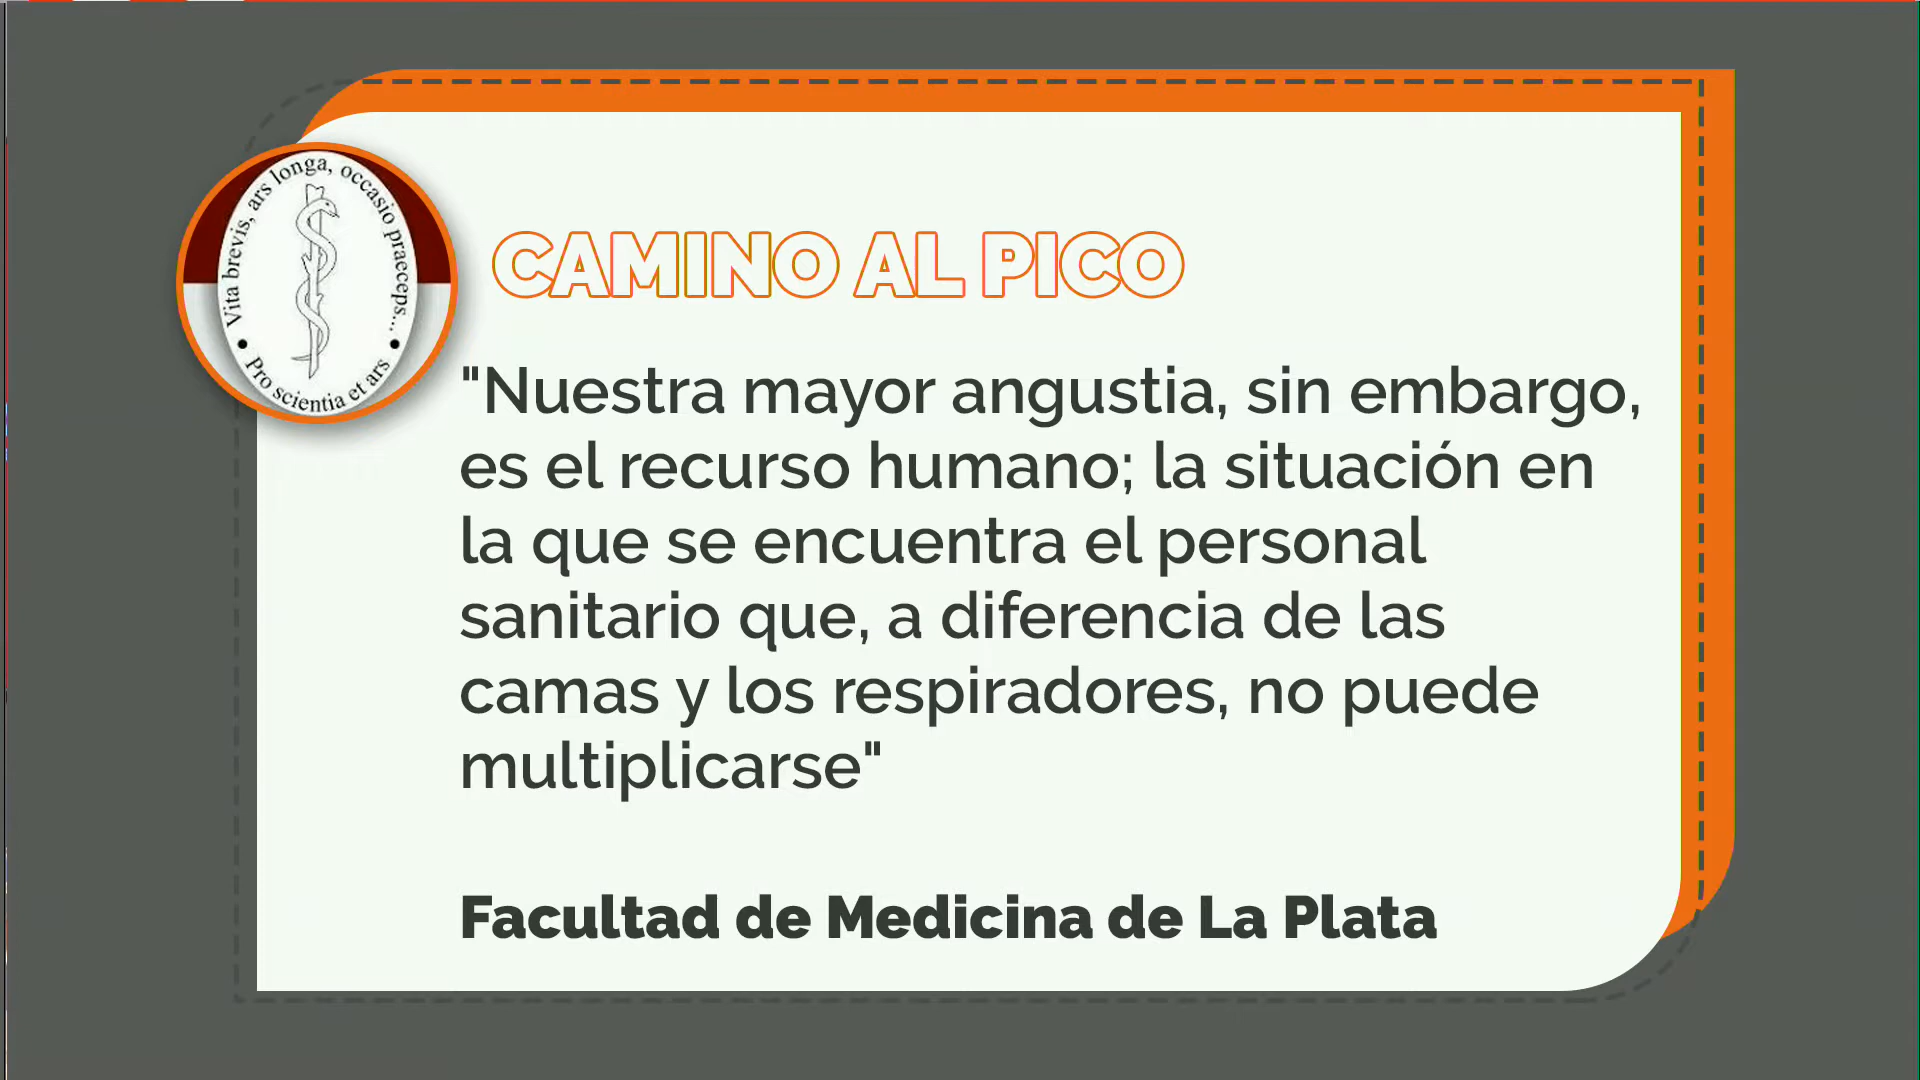 Vita brevis, ars longa, occasio praeceps...
Pro scientia et ars
CAMINO AL PICO
"Nuestra mayor angustia, sin embargo,
es el recurso humano; la situación en
la que se encuentra el personal
sanitario que, a diferencia de las
camas y los respiradores, no puede
multiplicarse"
Facultad de Medicina de La Plata